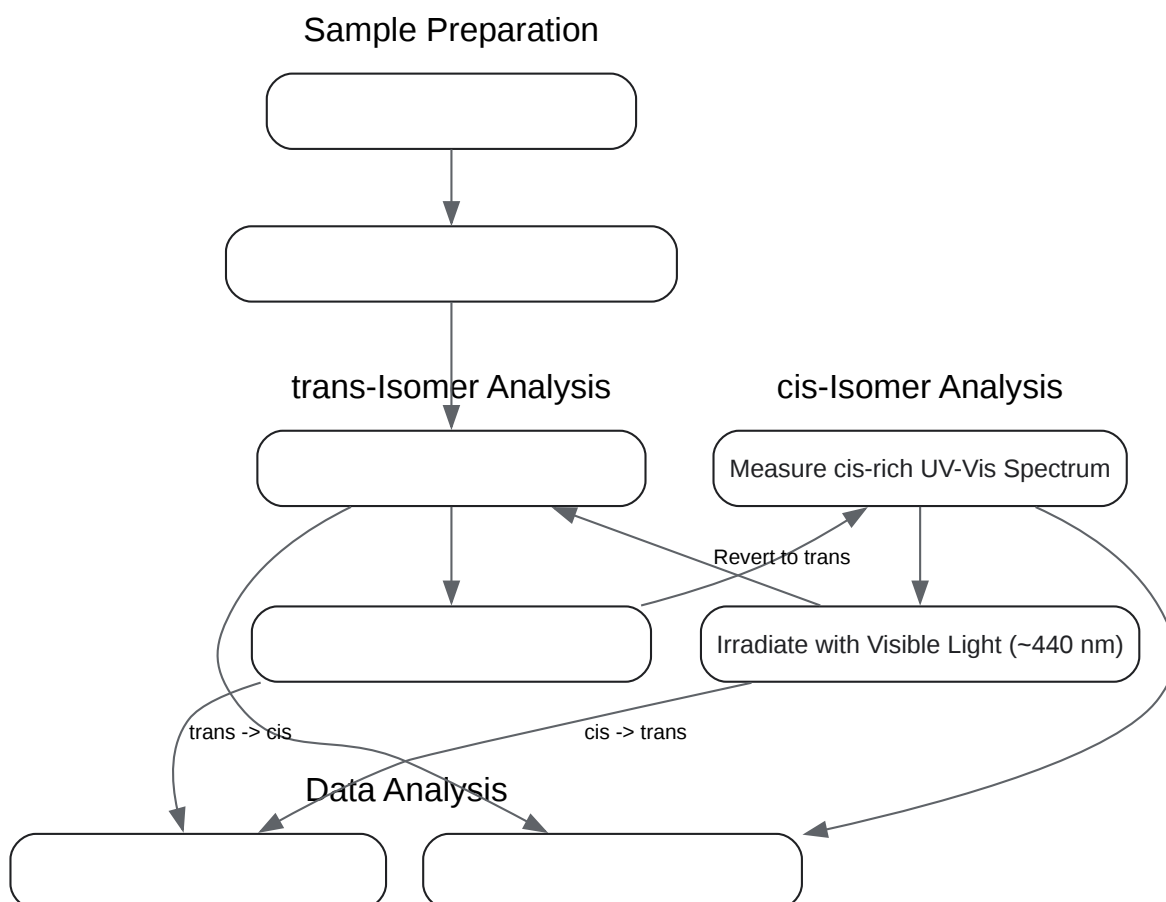 Sample Preparation
trans-Isomer Analysis
cis-Isomer Analysis
Measure cis-rich UV-Vis Spectrum
Revert to trans
Irradiate with Visible Light (~440 nm)
trans -> cis
cis -> trans
Data Analysis